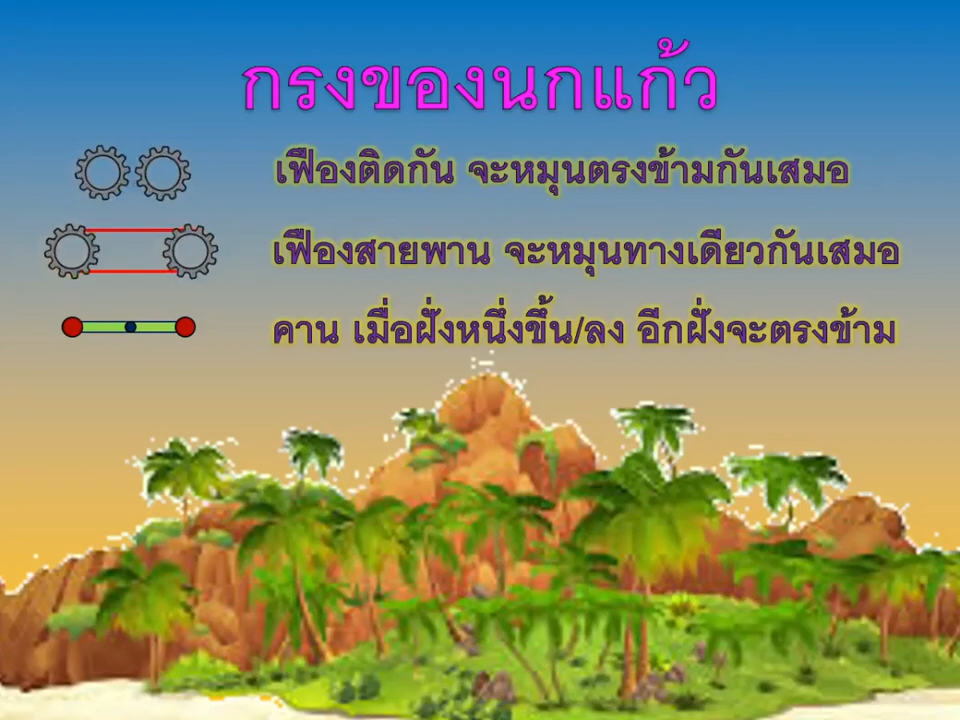 กรงของนกแก้ว
เฟืองติดกัน จะหมุนตรงข้ามกันเสมอ
เฟืองสายพาน จะหมุนทางเดียวกันเสมอ
คาน เมื่อฝั่งหนึ่งขึ้น/ลง อีกฝั่งจะตรงข้าม